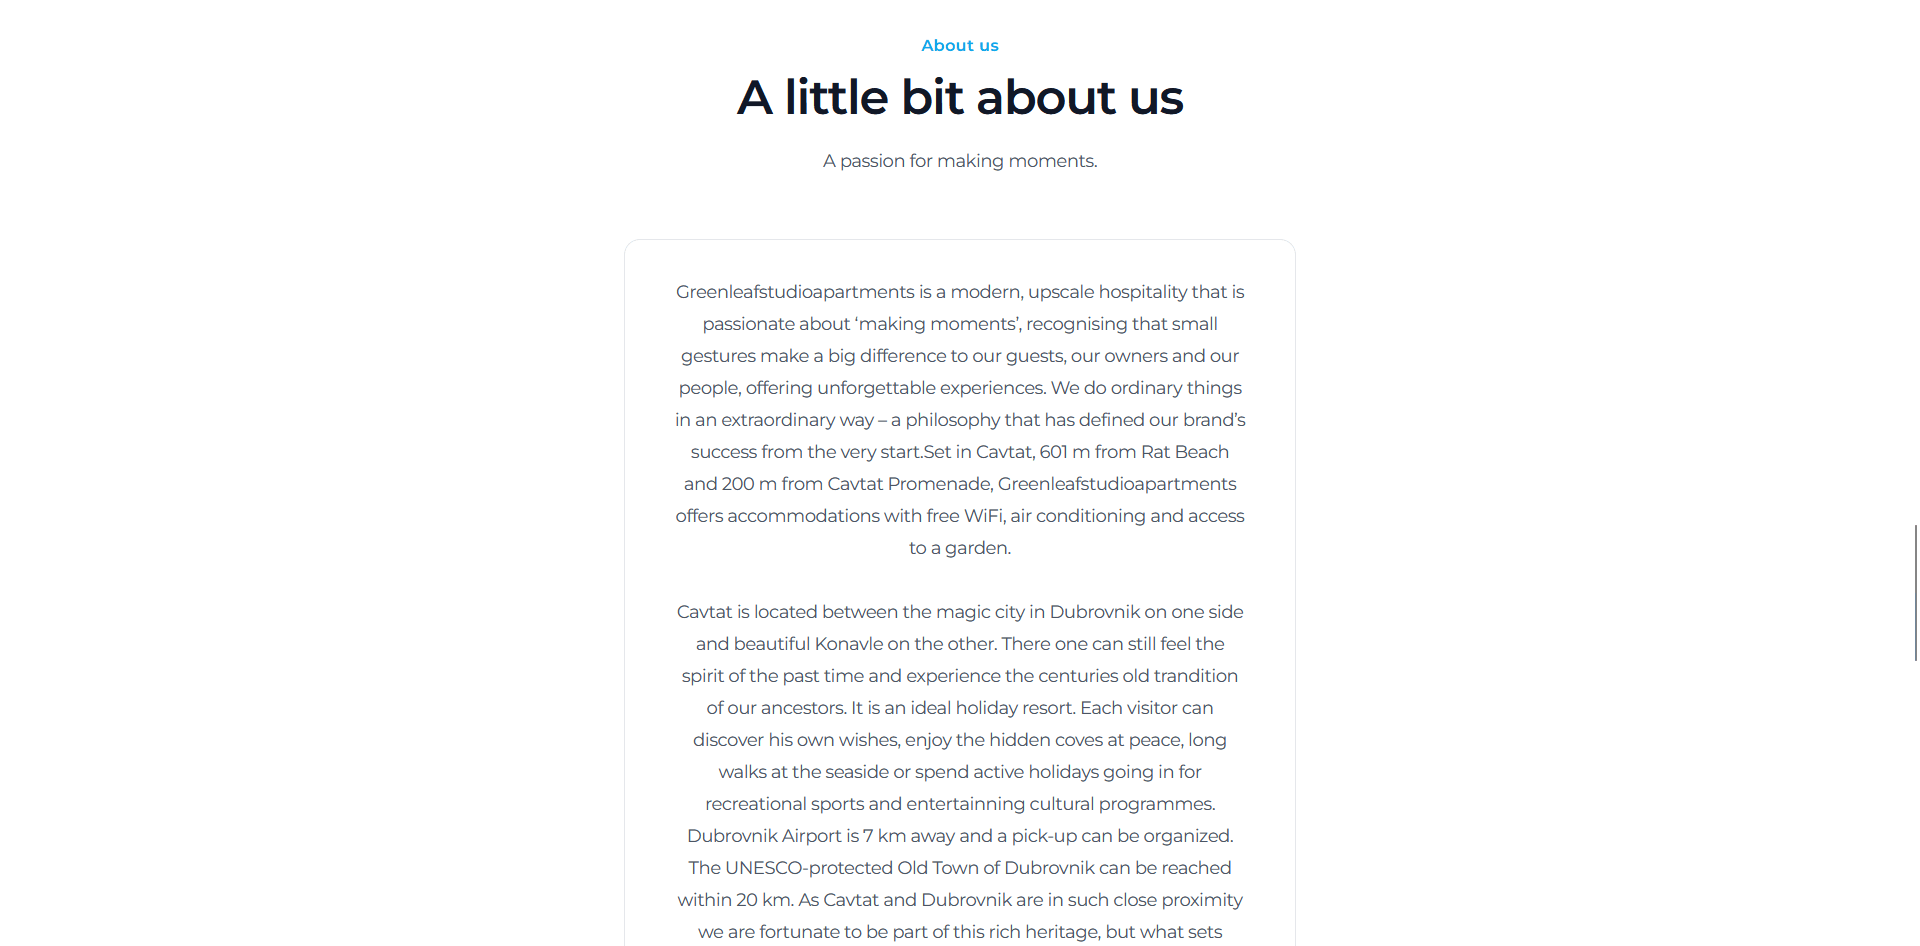 About us
A little bit about us
A passion for making moments.
Greenleafstudioapartments is a modern, upscale hospitality that is
passionate about ‘making moments’, recognising that small
gestures make a big difference to our guests, our owners and our
people, offering unforgettable experiences. We do ordinary things
in an extraordinary way – a philosophy that has defined our brand’s
success from the very start.Set in Cavtat, 601 m from Rat Beach
and 200 m from Cavtat Promenade, Greenleafstudioapartments
offers accommodations with free WiFi, air conditioning and access
to a garden.
Cavtat is located between the magic city in Dubrovnik on one side
and beautiful Konavle on the other. There one can still feel the
spirit of the past time and experience the centuries old trandition
of our ancestors. It is an ideal holiday resort. Each visitor can
discover his own wishes, enjoy the hidden coves at peace, long
walks at the seaside or spend active holidays going in for
recreational sports and entertainning cultural programmes.
Dubrovnik Airport is 7 km away and a pick-up can be organized.
The UNESCO-protected Old Town of Dubrovnik can be reached
within 20 km. As Cavtat and Dubrovnik are in such close proximity
we are fortunate to be part of this rich heritage, but what sets